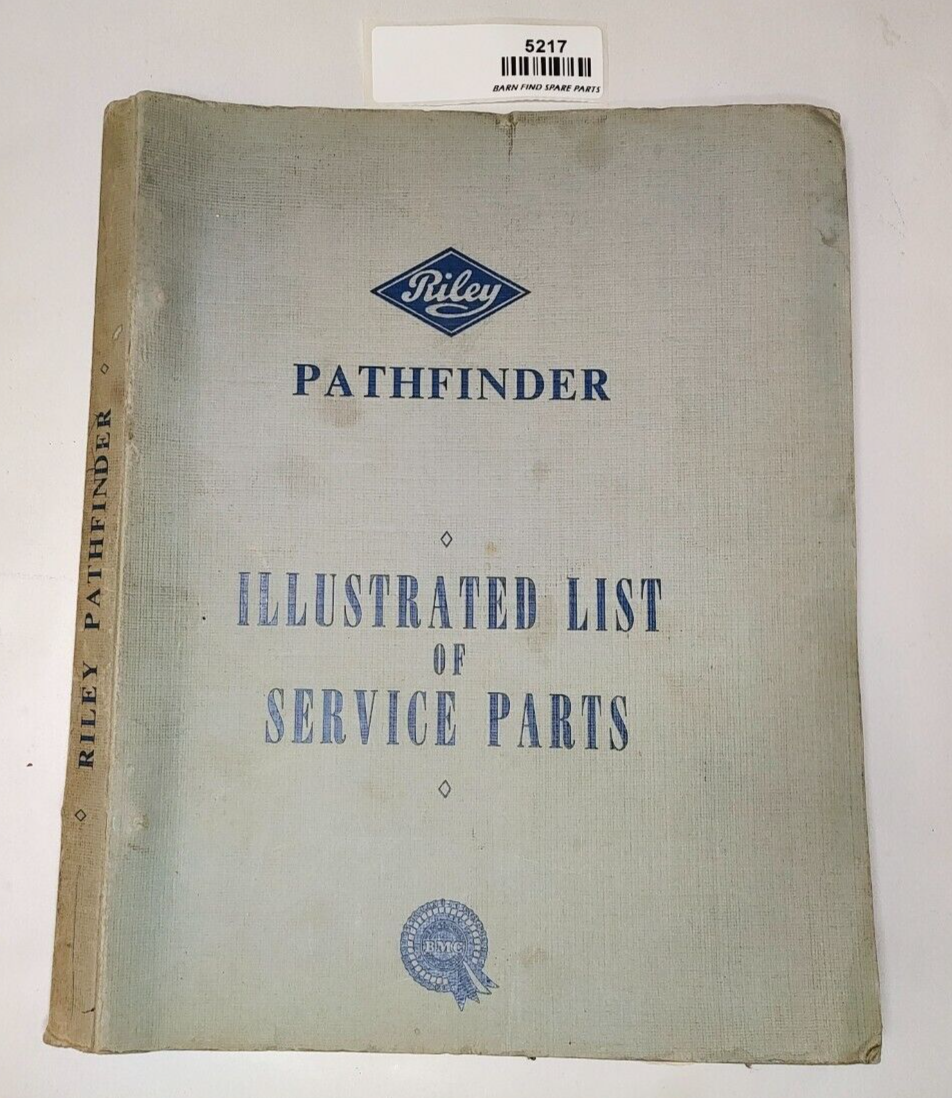 5217
BARN FIND SPARE PARTS
Riley
PATHFINDER
ILLUSTRATED LIST
OF
SERVICE PARTS
BMC
RILEY PATHFINDER